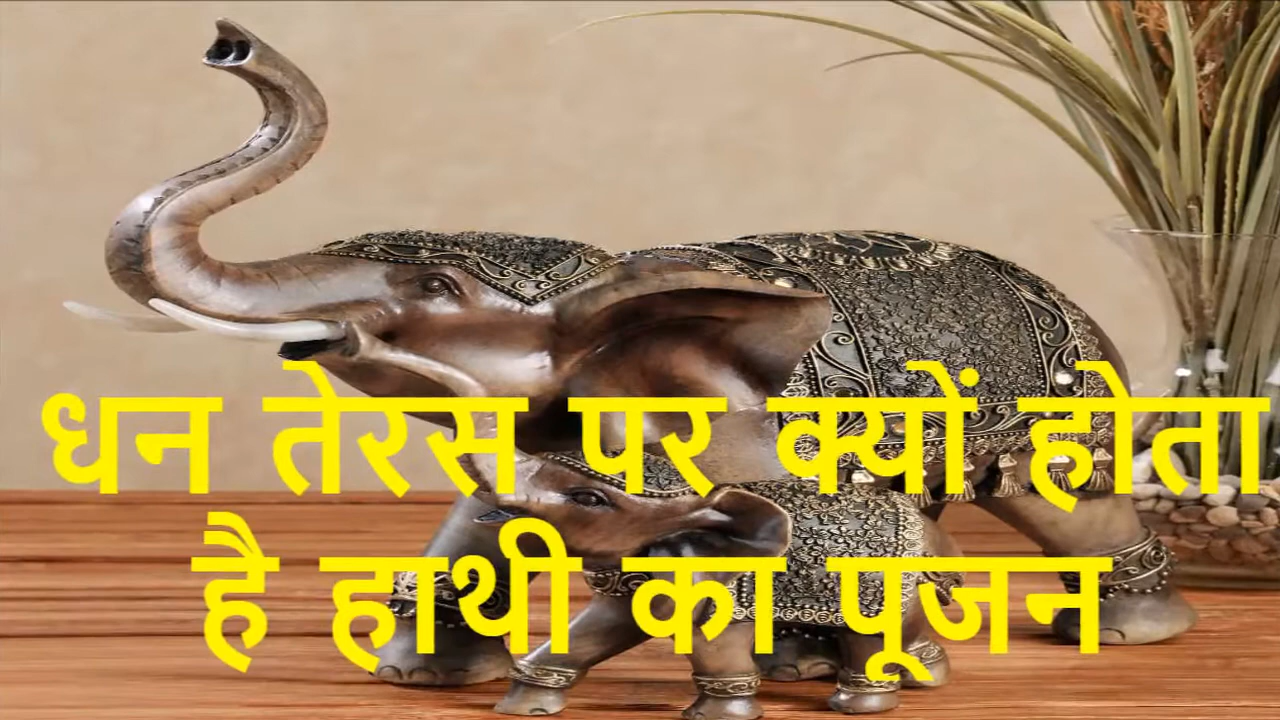 धन तेरस पर क्यों होता
है हाथी का पूजन